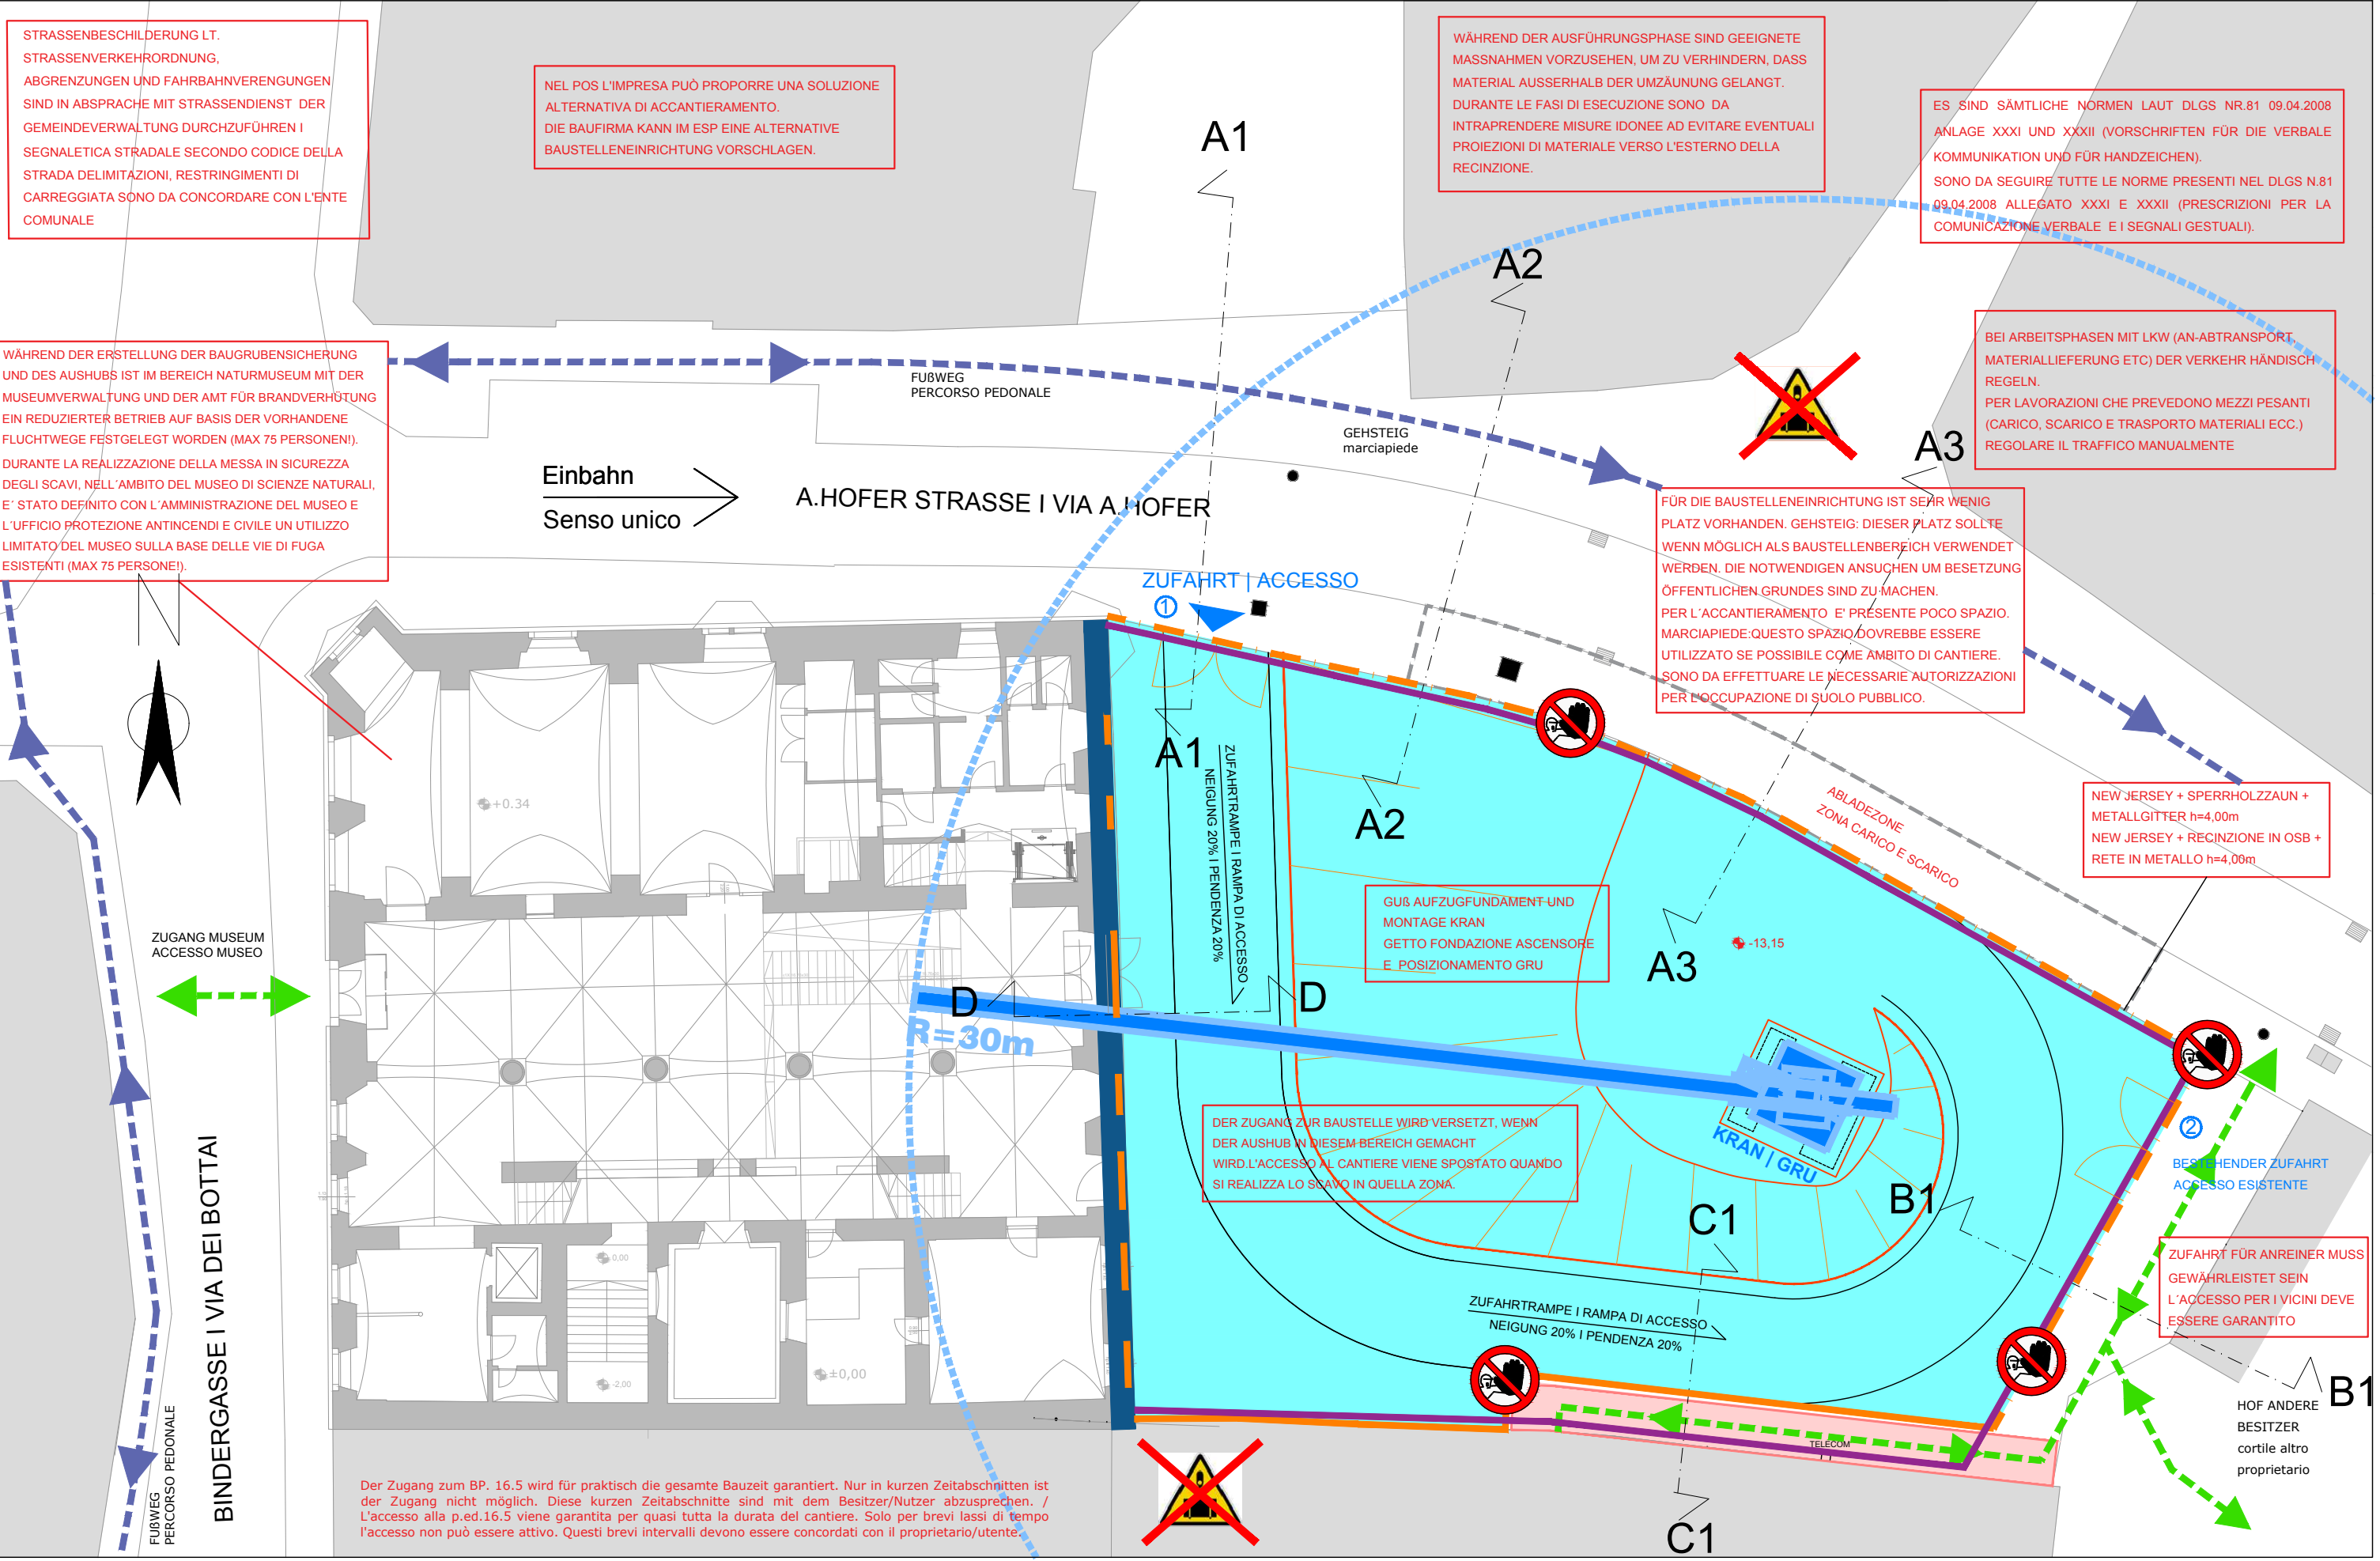 STRASSENBESCHILDERUNG LT.
STRASSENVERKEHRORDNUNG,
ABGRENZUNGEN UND FAHRBAHNVERENGUNGEN
SIND IN ABSPRACHE MIT STRASSENDIENST DER
GEMEINDEVERWALTUNG DURCHZUFÜHREN I
SEGNALETICA STRADALE SECONDO CODICE DELLA
STRADA DELIMITAZIONI, RESTRINGIMENTI DI
CARREGGIATA SONO DA CONCORDARE CON L'ENTE
COMUNALE
NEL POS L'IMPRESA PUÒ PROPORRE UNA SOLUZIONE
ALTERNATIVA DI ACCANTIERAMENTO.
DIE BAUFIRMA KANN IM ESP EINE ALTERNATIVE
BAUSTELLENEINRICHTUNG VORSCHLAGEN.
WÄHREND DER AUSFÜHRUNGSPHASE SIND GEEIGNETE
MASSNAHMEN VORZUSEHEN, UM ZU VERHINDERN, DASS
MATERIAL AUSSERHALB DER UMZÄUNUNG GELANGT.
DURANTE LE FASI DI ESECUZIONE SONO DA
INTRAPRENDERE MISURE IDONEE AD EVITARE EVENTUALI
PROIEZIONI DI MATERIALE VERSO L'ESTERNO DELLA
RECINZIONE.
ES SIND SÄMTLICHE NORMEN LAUT DLGS NR.81 09.04.2008
ANLAGE XXXI UND XXXII (VORSCHRIFTEN FÜR DIE VERBALE
KOMMUNIKATION UND FÜR HANDZEICHEN).
SONO DA SEGUIRE TUTTE LE NORME PRESENTI NEL DLGS N.81
09.04.2008 ALLEGATO XXXI E XXXII (PRESCRIZIONI PER LA
COMUNICAZIONE VERBALE E I SEGNALI GESTUALI).
A1
A2
WÄHREND DER ERSTELLUNG DER BAUGRUBENSICHERUNG
UND DES AUSHUBS IST IM BEREICH NATURMUSEUM MIT DER
MUSEUMVERWALTUNG UND DER AMT FÜR BRANDVERHÜTUNG
EIN REDUZIERTER BETRIEB AUF BASIS DER VORHANDENE
FLUCHTWEGE FESTGELEGT WORDEN (MAX 75 PERSONEN!).
DURANTE LA REALIZZAZIONE DELLA MESSA IN SICUREZZA
DEGLI SCAVI, NELL´AMBITO DEL MUSEO DI SCIENZE NATURALI,
E´ STATO DEFINITO CON L´AMMINISTRAZIONE DEL MUSEO E
L´UFFICIO PROTEZIONE ANTINCENDI E CIVILE UN UTILIZZO
LIMITATO DEL MUSEO SULLA BASE DELLE VIE DI FUGA
ESISTENTI (MAX 75 PERSONE!).
FUßWEG
PERCORSO PEDONALE
GEHSTEIG
marciapiede
BEI ARBEITSPHASEN MIT LKW (AN-ABTRANSPORT,
MATERIALLIEFERUNG ETC) DER VERKEHR HÄNDISCH
REGELN.
PER LAVORAZIONI CHE PREVEDONO MEZZI PESANTI
(CARICO, SCARICO E TRASPORTO MATERIALI ECC.)
REGOLARE IL TRAFFICO MANUALMENTE
A3
Einbahn
Senso unico
A.HOFER STRASSE I VIA A.HOFER
FÜR DIE BAUSTELLENEINRICHTUNG IST SEHR WENIG
PLATZ VORHANDEN. GEHSTEIG: DIESER PLATZ SOLLTE
WENN MÖGLICH ALS BAUSTELLENBEREICH VERWENDET
WERDEN. DIE NOTWENDIGEN ANSUCHEN UM BESETZUNG
ÖFFENTLICHEN GRUNDES SIND ZU MACHEN.
PER L´ACCANTIERAMENTO E' PRESENTE POCO SPAZIO.
MARCIAPIEDE:QUESTO SPAZIO DOVREBBE ESSERE
UTILIZZATO SE POSSIBILE COME AMBITO DI CANTIERE.
SONO DA EFFETTUARE LE NECESSARIE AUTORIZZAZIONI
PER L'OCCUPAZIONE DI SUOLO PUBBLICO.
ZUFAHRT | ACCESSO
1
N
A1
ZUFAHRTRAMPE I RAMPA DI ACCESSO
NEIGUNG 20% I PENDENZA 20%
A2
ABLADEZONE
ZONA CARICO E SCARICO
NEW JERSEY + SPERRHOLZZAUN +
METALLGITTER h=4,00m
NEW JERSEY + RECINZIONE IN OSB +
RETE IN METALLO h=4,00m
+0.34
ZUGANG MUSEUM
ACCESSO MUSEO
GUß AUFZUGFUNDAMENT UND
MONTAGE KRAN
GETTO FONDAZIONE ASCENSORE
E POSIZIONAMENTO GRU
-13,15
A3
D
D
R=30m
DER ZUGANG ZUR BAUSTELLE WIRD VERSETZT, WENN
DER AUSHUB IN DIESEM BEREICH GEMACHT
WIRD.L'ACCESSO AL CANTIERE VIENE SPOSTATO QUANDO
SI REALIZZA LO SCAVO IN QUELLA ZONA.
KRAN | GRU
2
BESTEHENDER ZUFAHRT
ACCESSO ESISTENTE
B1
C1
ZUFAHRT FÜR ANREINER MUSS
GEWÄHRLEISTET SEIN
L´ACCESSO PER I VICINI DEVE
ESSERE GARANTITO
BINDERGASSE I VIA DEI BOTTAI
FUßWEG
PERCORSO PEDONALE
0,00
-2,00
±0,00
ZUFAHRTRAMPE I RAMPA DI ACCESSO
NEIGUNG 20% I PENDENZA 20%
TELECOM
B1
HOF ANDERE
BESITZER
cortile altro
proprietario
Der Zugang zum BP. 16.5 wird für praktisch die gesamte Bauzeit garantiert. Nur in kurzen Zeitabschnitten ist
der Zugang nicht möglich. Diese kurzen Zeitabschnitte sind mit dem Besitzer/Nutzer abzusprechen. /
L'accesso alla p.ed.16.5 viene garantita per quasi tutta la durata del cantiere. Solo per brevi lassi di tempo
l'accesso non può essere attivo. Questi brevi intervalli devono essere concordati con il proprietario/utente.
C1